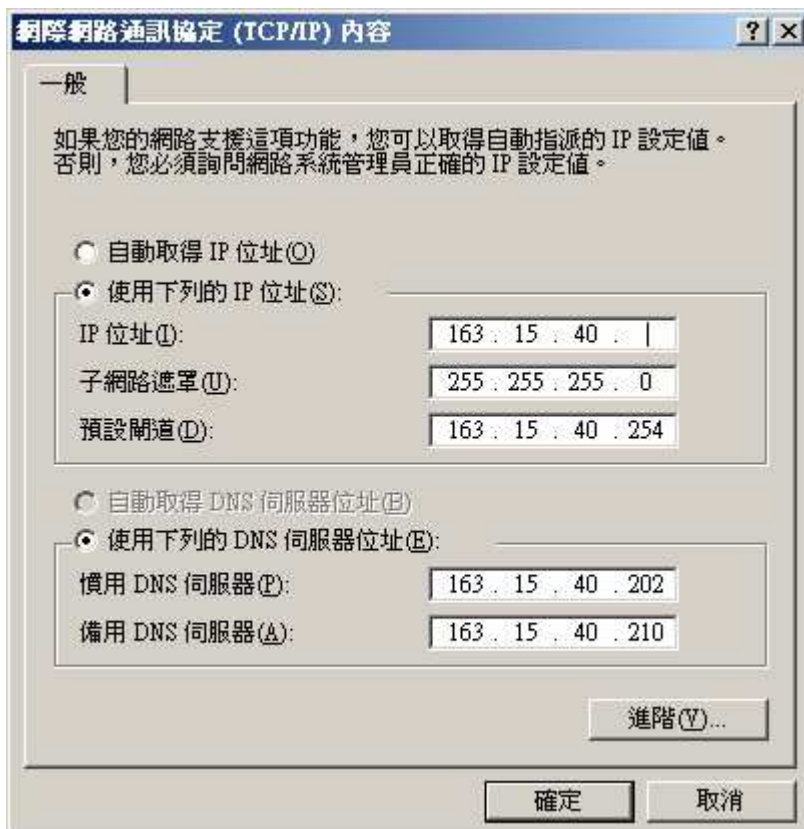 網際網路通訊協定 (TCP/IP) 內容
一般
如果您的網路支援這項功能，您可以取得自動指派的 IP 設定值。
否則，您必須詢問網路系統管理員正確的 IP 設定值。
自動取得 IP 位址(O)
使用下列的 IP 位址(S):
IP 位址(I): 163 . 15 . 40 .
子網路遮罩(U): 255 . 255 . 255 . 0
預設閘道(D): 163 . 15 . 40 . 254
自動取得 DNS 伺服器位址(B)
使用下列的 DNS 伺服器位址(E):
慣用 DNS 伺服器(P): 163 . 15 . 40 . 202
備用 DNS 伺服器(A): 163 . 15 . 40 . 210
進階(V)...
確定 取消